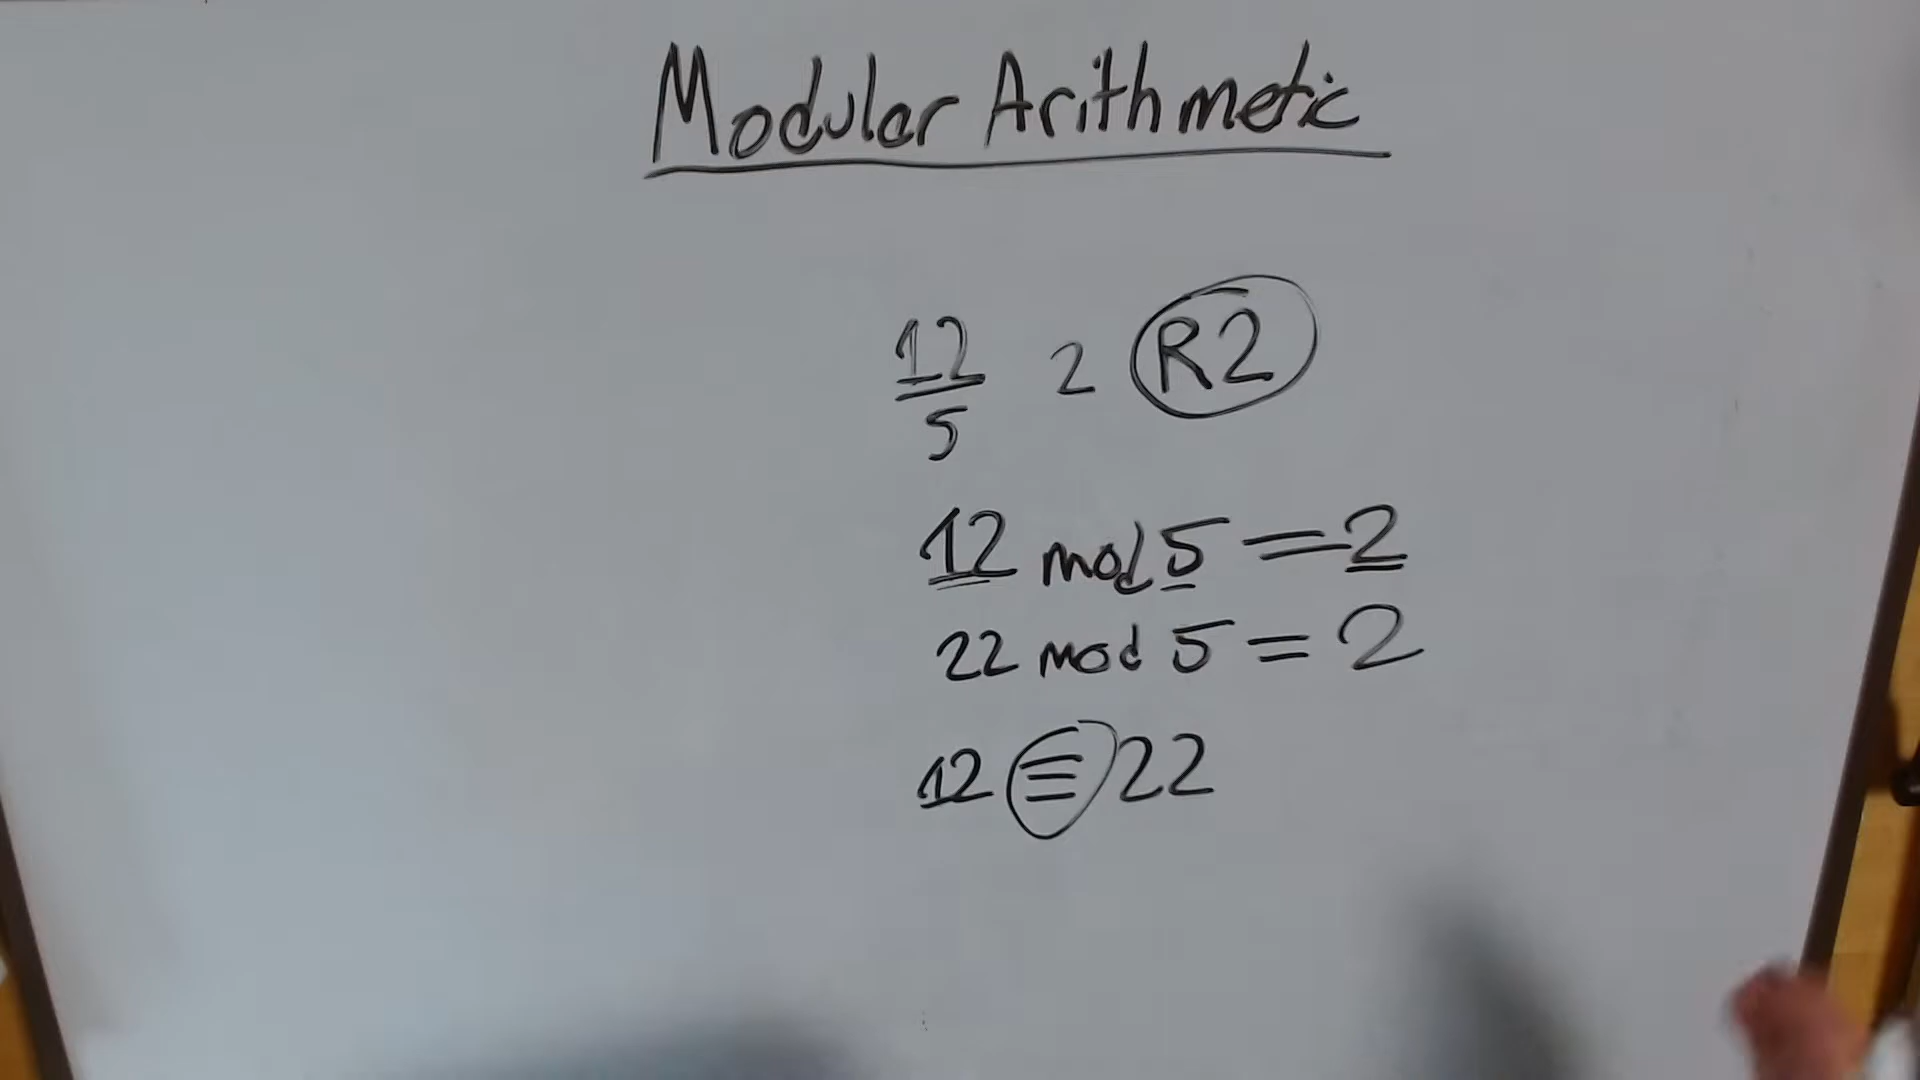 Modular Arithmetic
12/5 2 R2
12 mod 5 = 2
22 mod 5 = 2
12 ≡ 22